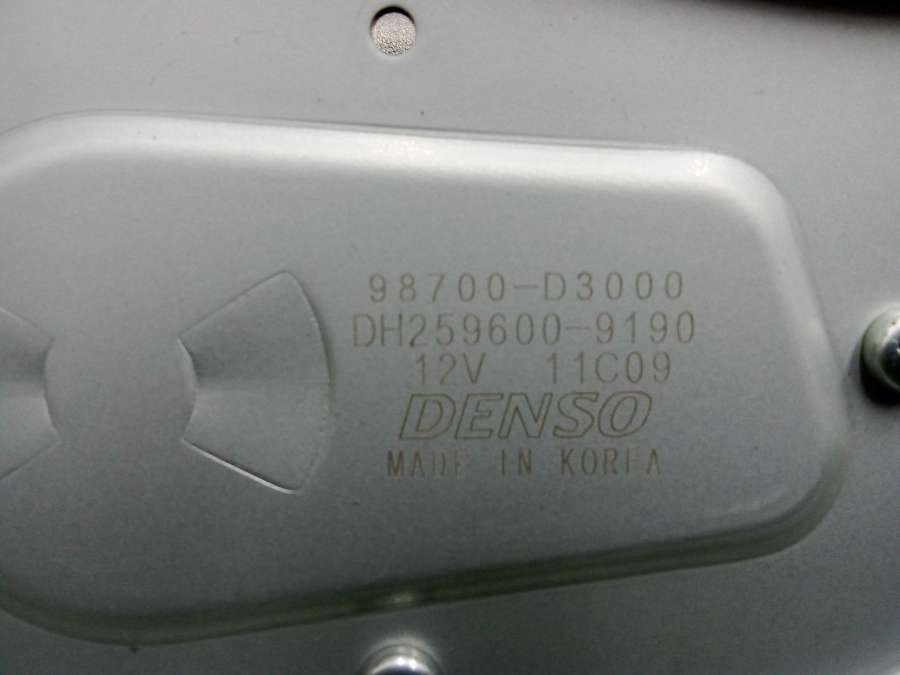 98700-D3000
DH259600-9190
12V 11C09
DENSO
MADE IN KOREA